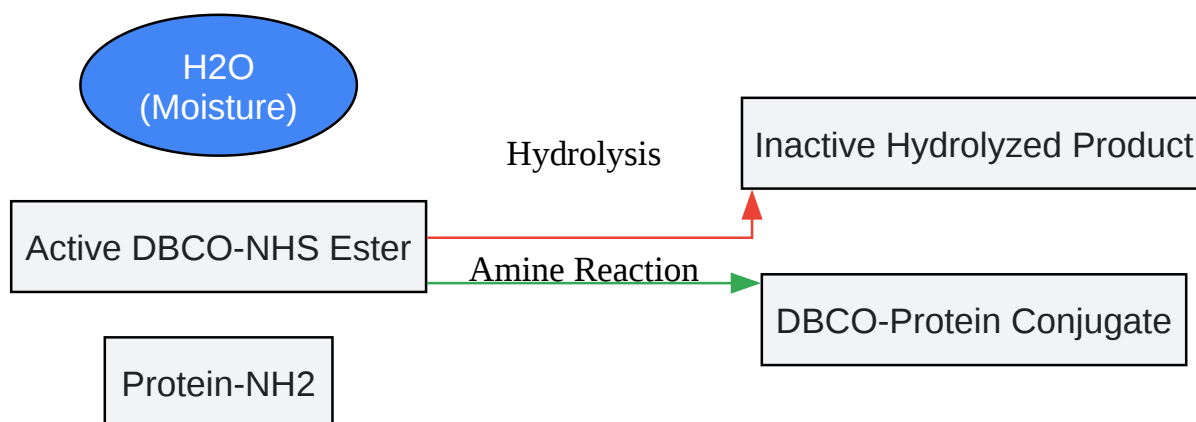 H2O
(Moisture)
Hydrolysis
Inactive Hydrolyzed Product
Active DBCO-NHS Ester
Amine Reaction
DBCO-Protein Conjugate
Protein-NH2